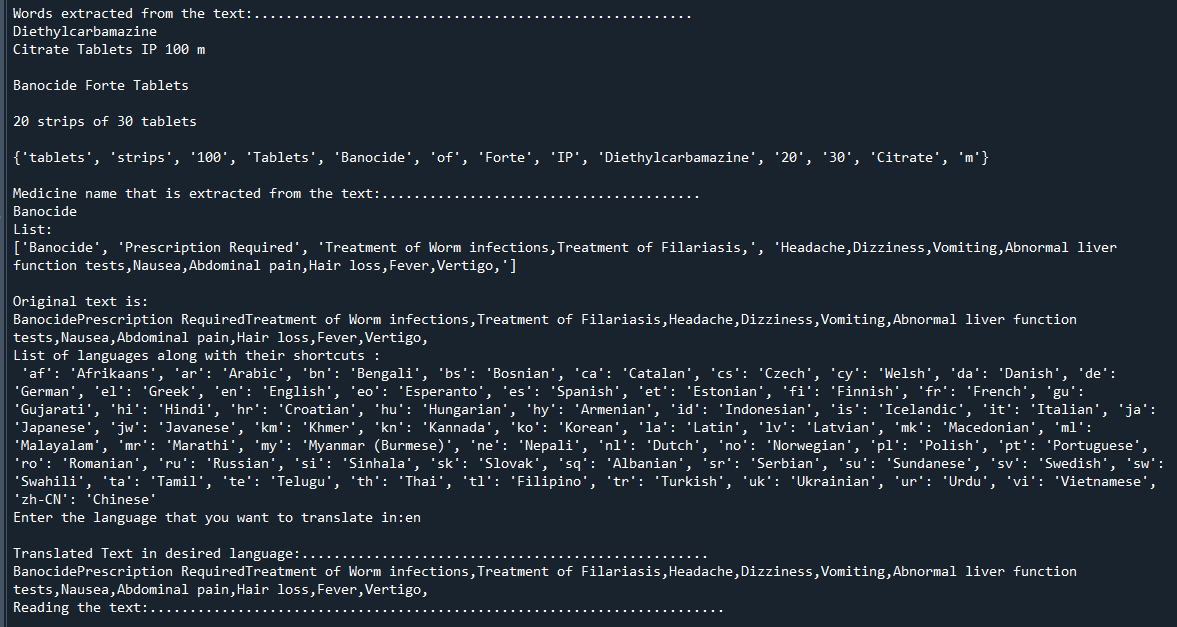 Words extracted from the text:.......................................................
Diethylcarbamazine
Citrate Tablets IP 100 m
Banocide Forte Tablets
20 strips of 30 tablets
{'tablets', 'strips', '100', 'Tablets', 'Banocide', 'of', 'Forte', 'IP', 'Diethylcarbamazine', '20', '30', 'Citrate', 'm'}
Medicine name that is extracted from the text:........................................
Banocide
List:
['Banocide', 'Prescription Required', 'Treatment of Worm infections,Treatment of Filariasis,', 'Headache,Dizziness,Vomiting,Abnormal liver
function tests,Nausea,Abdominal pain,Hair loss,Fever,Vertigo,']
Original text is:
BanocidePrescription RequiredTreatment of Worm infections,Treatment of Filariasis,Headache,Dizziness,Vomiting,Abnormal liver function
tests,Nausea,Abdominal pain,Hair loss,Fever,Vertigo,
List of languages along with their shortcuts :
'af': 'Afrikaans', 'ar': 'Arabic', 'bn': 'Bengali', 'bs': 'Bosnian', 'ca': 'Catalan', 'cs': 'Czech', 'cy': 'Welsh', 'da': 'Danish', 'de':
'German', 'el': 'Greek', 'en': 'English', 'eo': 'Esperanto', 'es': 'Spanish', 'et': 'Estonian', 'fi': 'Finnish', 'fr': 'French', 'gu':
'Gujarati', 'hi': 'Hindi', 'hr': 'Croatian', 'hu': 'Hungarian', 'hy': 'Armenian', 'id': 'Indonesian', 'is': 'Icelandic', 'it': 'Italian', 'ja':
'Japanese', 'jw': 'Javanese', 'km': 'Khmer', 'kn': 'Kannada', 'ko': 'Korean', 'la': 'Latin', 'lv': 'Latvian', 'mk': 'Macedonian', 'ml':
'Malayalam', 'mr': 'Marathi', 'my': 'Myanmar (Burmese)', 'ne': 'Nepali', 'nl': 'Dutch', 'no': 'Norwegian', 'pl': 'Polish', 'pt': 'Portuguese',
'ro': 'Romanian', 'ru': 'Russian', 'si': 'Sinhala', 'sk': 'Slovak', 'sq': 'Albanian', 'sr': 'Serbian', 'su': 'Sundanese', 'sv': 'Swedish', 'sw':
'Swahili', 'ta': 'Tamil', 'te': 'Telugu', 'th': 'Thai', 'tl': 'Filipino', 'tr': 'Turkish', 'uk': 'Ukrainian', 'ur': 'Urdu', 'vi': 'Vietnamese',
'zh-CN': 'Chinese'
Enter the language that you want to translate in:en
Translated Text in desired language:...................................................
BanocidePrescription RequiredTreatment of Worm infections,Treatment of Filariasis,Headache,Dizziness,Vomiting,Abnormal liver function
tests,Nausea,Abdominal pain,Hair loss,Fever,Vertigo,
Reading the text:........................................................................